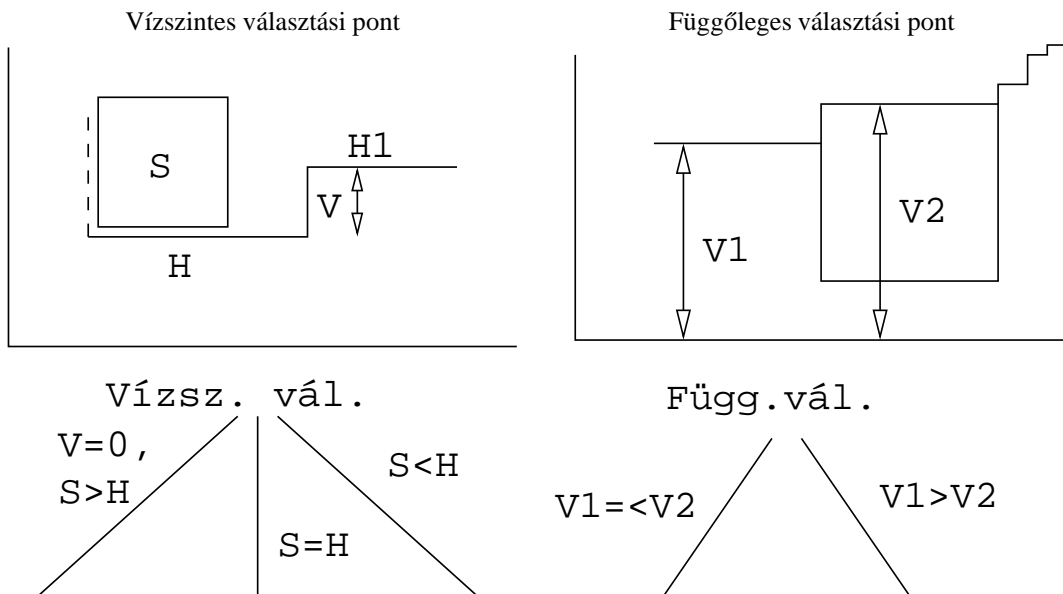 Vízszintes választási pont
S
H1
V
H
Vízsz. vál.
V=0,
S>H
S=H
S<H
Függőleges választási pont
V1
V2
Függ.vál.
V1=<V2
V1>V2